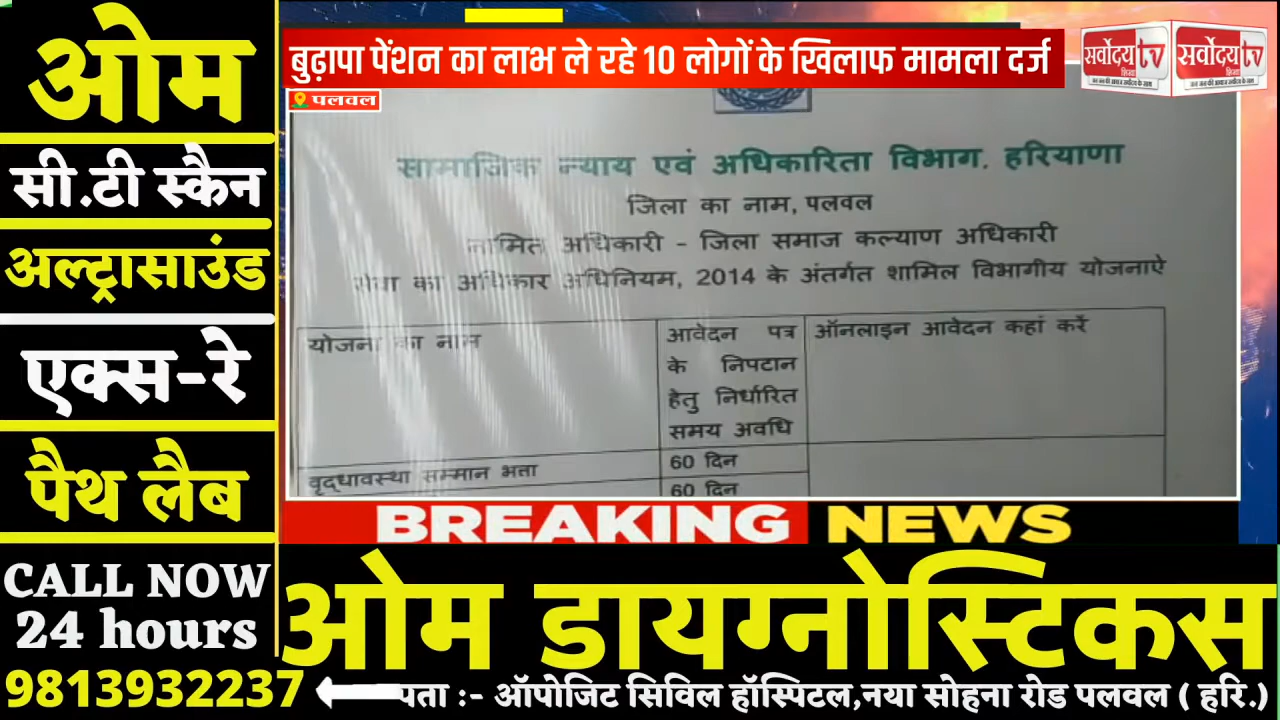 ओम
सी.टी स्कैन
अल्ट्रासाउंड
एक्स-रे
पैथ लैब
CALL NOW
24 hours
9813932237
बुढ़ापा पेंशन का लाभ ले रहे 10 लोगों के खिलाफ मामला दर्ज
पलवल
सर्वोदय tv
सर्वोदय tv
सामाजिक न्याय एवं अधिकारिता विभाग. हरियाणा
जिला का नाम, पलवल
नामित अधिकारी - जिला समाज कल्याण अधिकारी
सेवा का अधिकार अधिनियम, 2014 के अंतर्गत शामिल विभागीय योजनाऐ
योजना का नाम
आवेदन पत्र
के निपटान
हेतु निर्धारित
समय अवधि
ऑनलाइन आवेदन कहां करें
वृद्धावस्था सम्मान भत्ता
60 दिन
60 दिन
BREAKING NEWS
ओम डायग्नोस्टिकस
पता :- ऑपोजिट सिविल हॉस्पिटल,नया सोहना रोड पलवल ( हरि.)